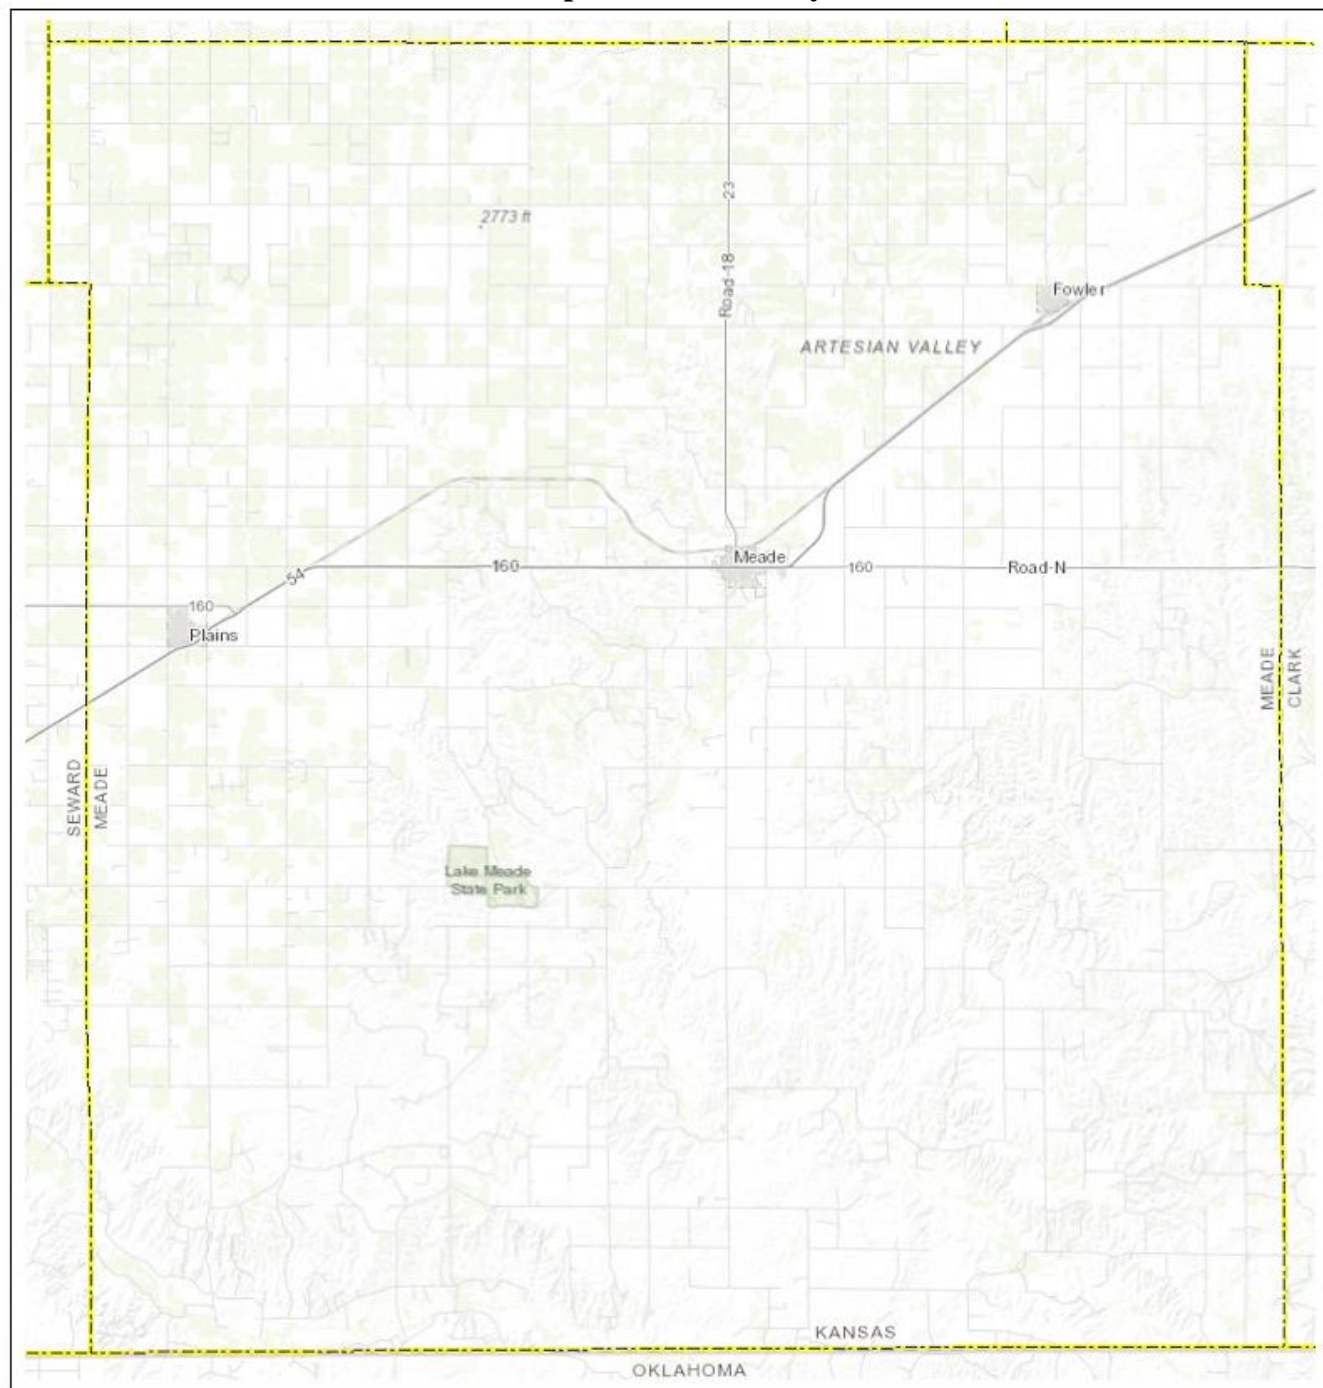 23
2773 ft
Road 18
Fowler
ARTESIAN VALLEY
Meade
54
160
160
Road-N
160
Plains
MEADE
CLARK
SEWARD
MEADE
Lake Meade
State Park
KANSAS
OKLAHOMA